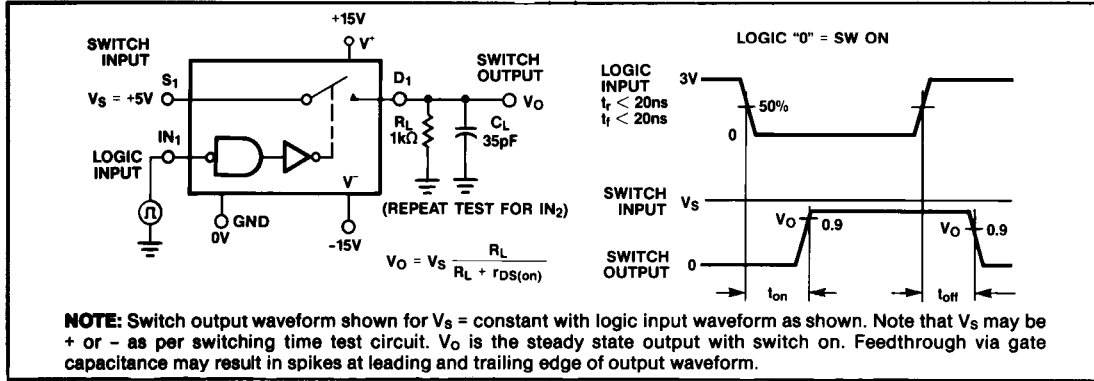 +15V
V+
SWITCH
INPUT
SWITCH
OUTPUT
S1
D1
VS = +5V
VO
RL
1kΩ
CL
35pF
IN1
LOGIC
INPUT
V−
GND
0V
-15V
(REPEAT TEST FOR IN2)
VO = VS RL
RL + rDS(on)
LOGIC "0" = SW ON
LOGIC
INPUT
tr < 20ns
tf < 20ns
3V
50%
0
SWITCH
INPUT
VS
VO
0.9
VO
0.9
SWITCH
OUTPUT
0
ton
toff
NOTE: Switch output waveform shown for VS = constant with logic input waveform as shown. Note that VS may be
+ or – as per switching time test circuit. VO is the steady state output with switch on. Feedthrough via gate
capacitance may result in spikes at leading and trailing edge of output waveform.